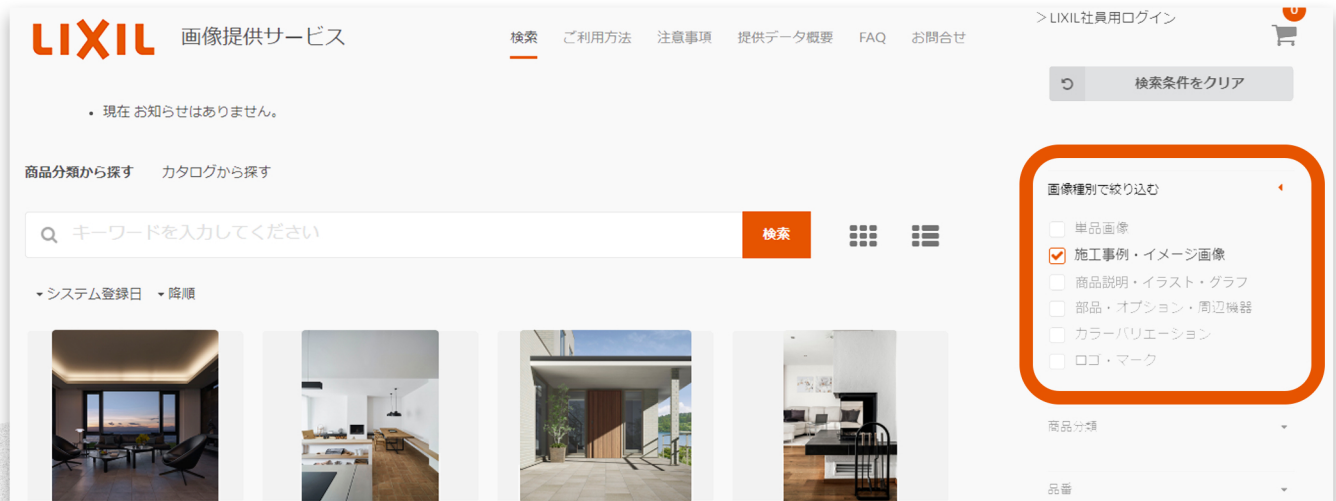 LIXIL 画像提供サービス
検索 ご利用方法 注意事項 提供データ概要 FAQ お問合せ
>LIXIL社員用ログイン
0
検索条件をクリア
・現在 お知らせはありません。
商品分類から探す カタログから探す
キーワードを入力してください 検索
システム登録日 降順
画像種別で絞り込む
単品画像
施工事例・イメージ画像
商品説明・イラスト・グラフ
部品・オプション・周辺機器
カラーバリエーション
ロゴ・マーク
商品分類
品番